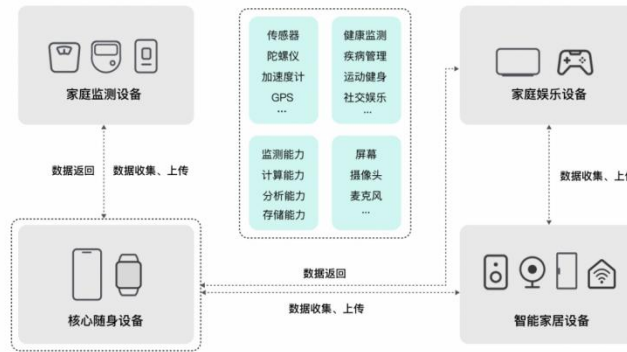 传感器
陀螺仪
加速度计
GPS
…
健康监测
疾病管理
运动健身
社交娱乐
…
家庭监测设备
家庭娱乐设备
监测能力
计算能力
分析能力
存储能力
屏幕
摄像头
麦克风
…
数据返回
数据收集、上传
数据收集、上
数据返回
数据收集、上传
核心随身设备
智能家居设备